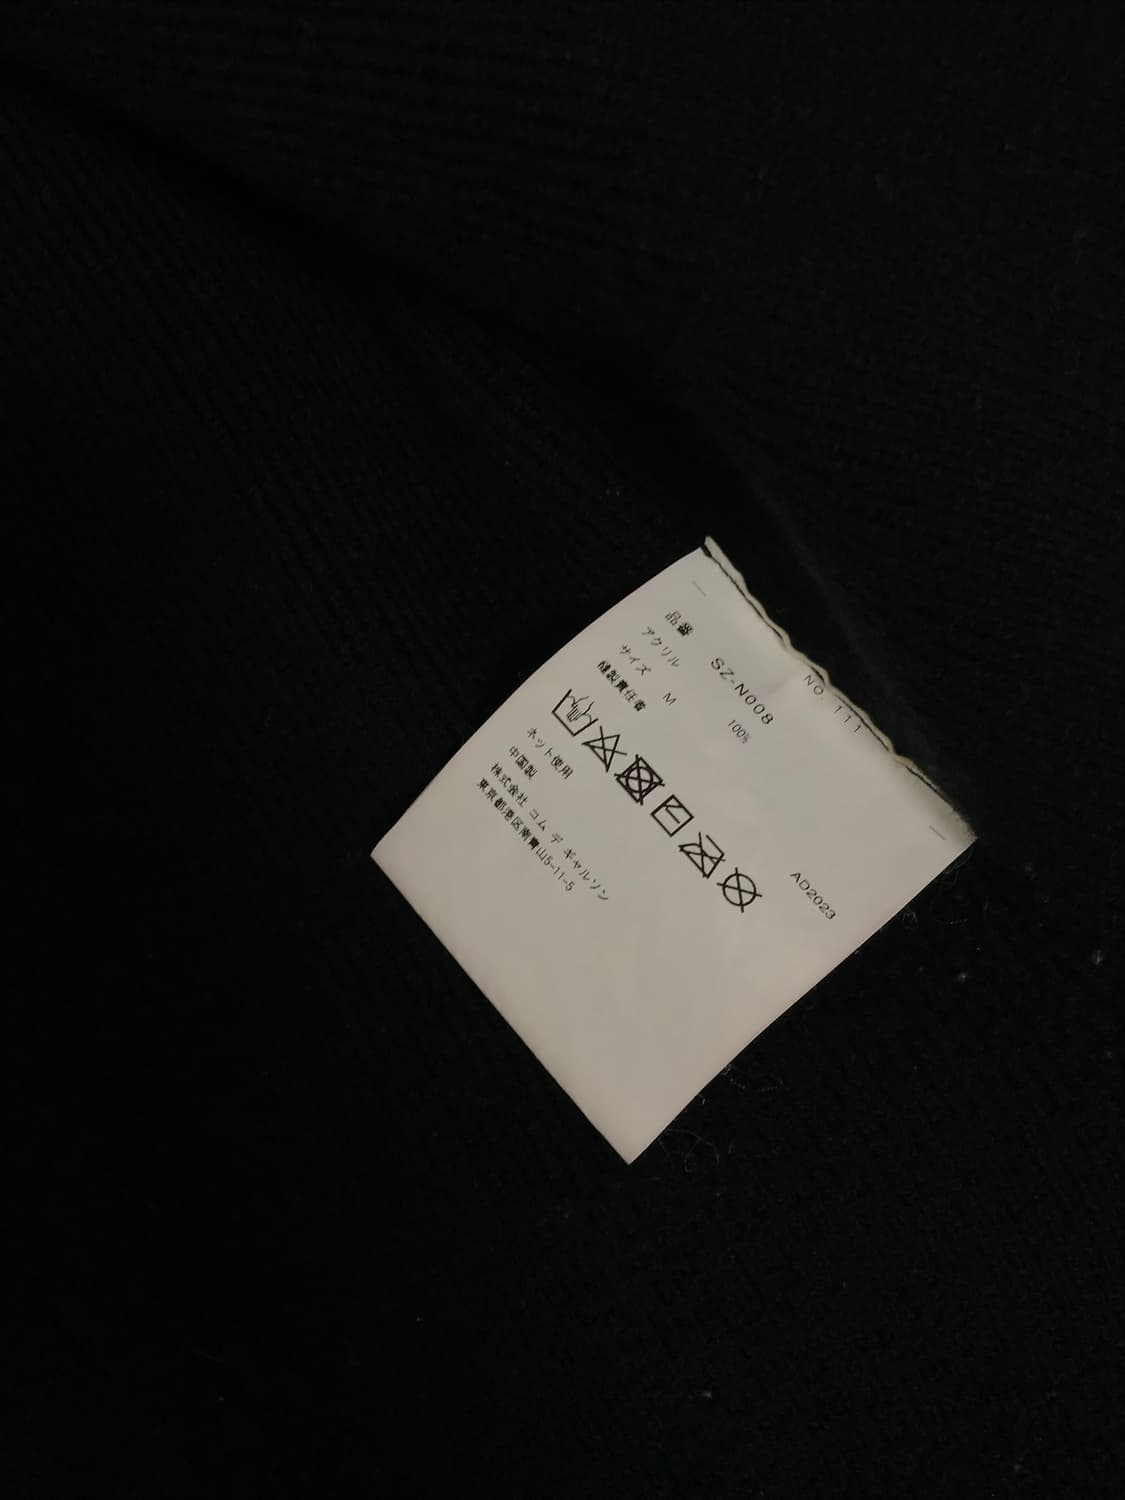 NO. 111
品番 SZ-N008
アクリル 100%
サイズ M
縫製責任者
AD2023
ネット使用
中国製
株式会社 コム デ ギャルソン
東京都港区南青山5-11-5